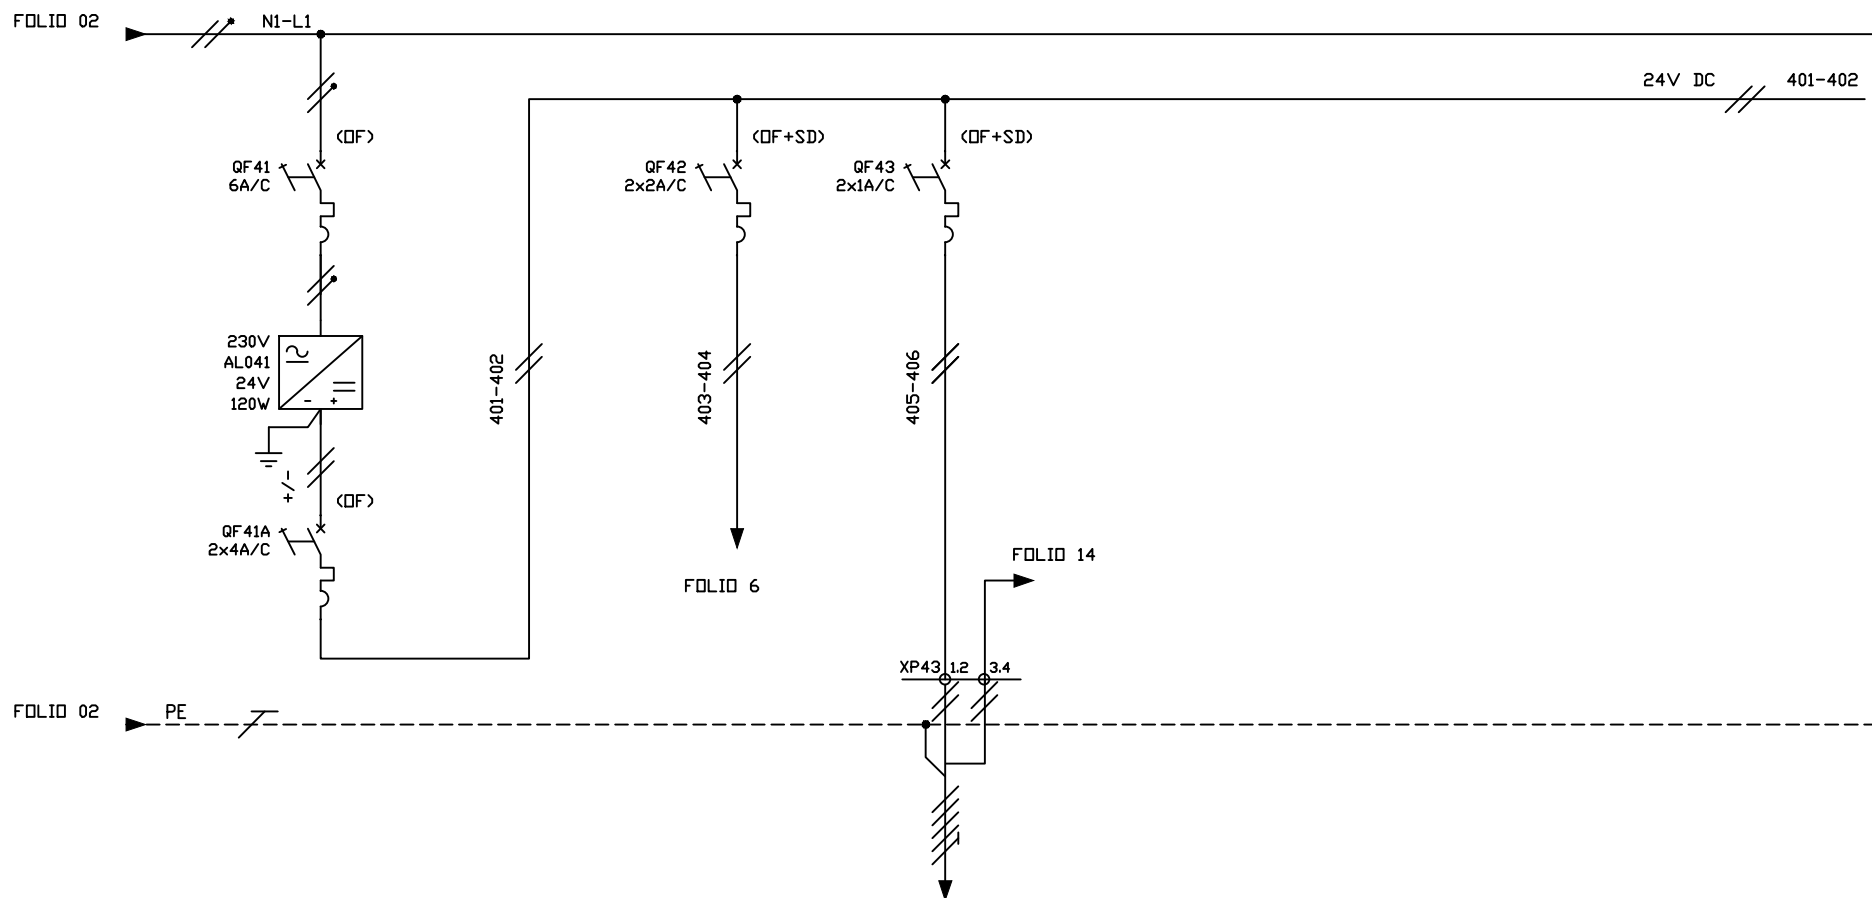 FOLIO 02
N1-L1
24V DC
401-402
(OF)
(OF+SD)
(OF+SD)
QF41
6A/C
QF42
2x2A/C
QF43
2x1A/C
230V
AL041
24V
120W
- +
401-402
403-404
405-406
+/-
(OF)
QF41A
2x4A/C
FOLIO 6
FOLIO 14
XP43 1.2 3.4
FOLIO 02
PE